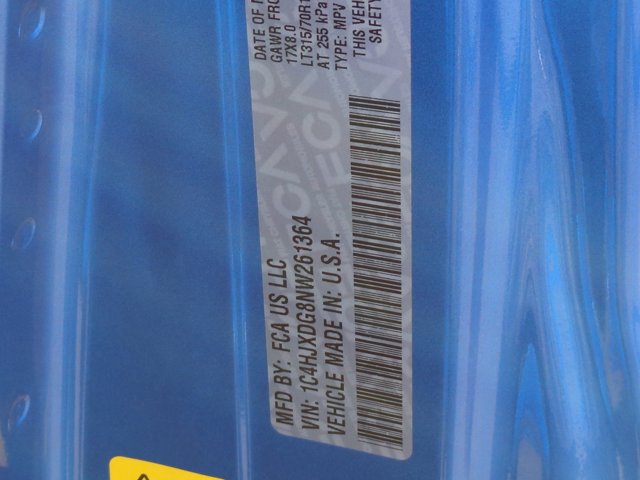 MFD BY: FCA US LLC
VIN: 1C4HJXDG8NW261364
VEHICLE MADE IN: U.S.A.
DATE OF
GAWR FRO
17X8.0
LT315/70R1
AT 255 kPa
TYPE: MPV
THIS VEH
SAFETY